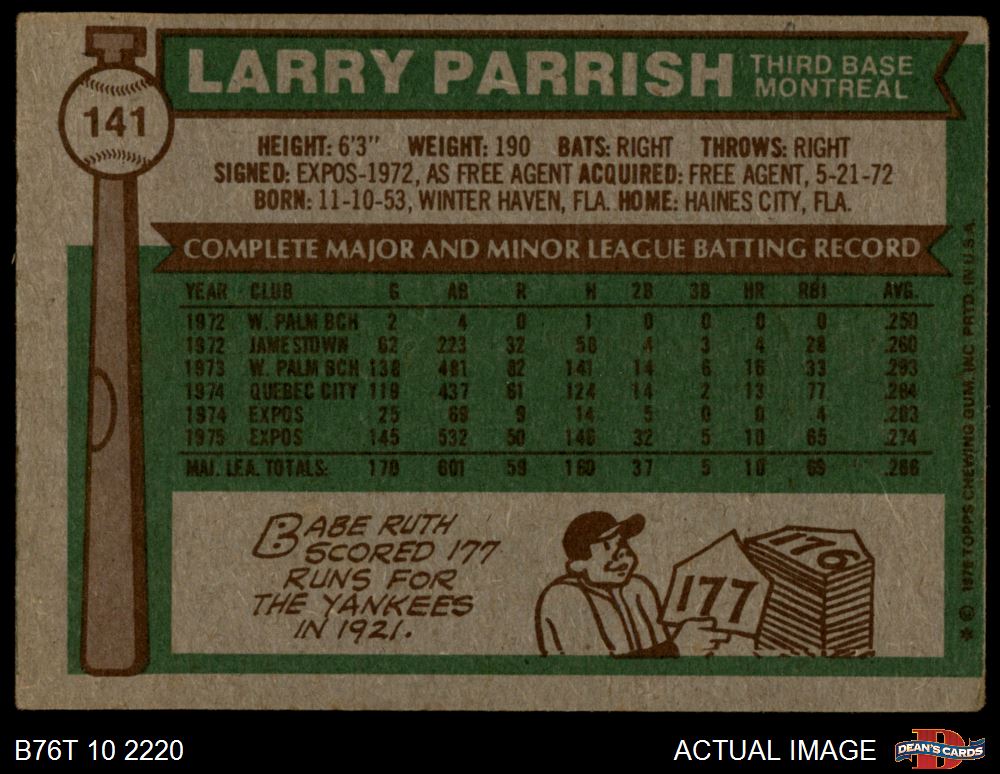 LARRY PARRISH
THIRD BASE
MONTREAL
141
HEIGHT: 6'3" WEIGHT: 190 BATS: RIGHT THROWS: RIGHT
SIGNED: EXPOS-1972, AS FREE AGENT ACQUIRED: FREE AGENT, 5-21-72
BORN: 11-10-53, WINTER HAVEN, FLA. HOME: HAINES CITY, FLA.
COMPLETE MAJOR AND MINOR LEAGUE BATTING RECORD
YEAR CLUB G AB R H 2B 3B HR RBI AVG.
1972 W. PALM BCH 2 4 0 1 0 0 0 0 .250
1972 JAMESTOWN 62 223 32 58 4 3 4 28 .260
1973 W. PALM BCH 138 481 82 141 14 6 16 33 .293
1974 QUEBEC CITY 119 437 61 124 14 2 13 77 .284
1974 EXPOS 25 69 9 14 5 0 0 4 .203
1975 EXPOS 145 532 50 146 32 5 10 65 .274
MAJ. LEA. TOTALS: 170 601 59 160 37 5 10 69 .266
BABE RUTH
SCORED 177
RUNS FOR
THE YANKEES
IN 1921.
177
176
* © 1976 TOPPS CHEWING GUM, INC. PRTD. IN U.S.A.
B76T 10 2220
ACTUAL IMAGE
D
DEAN'S CARDS